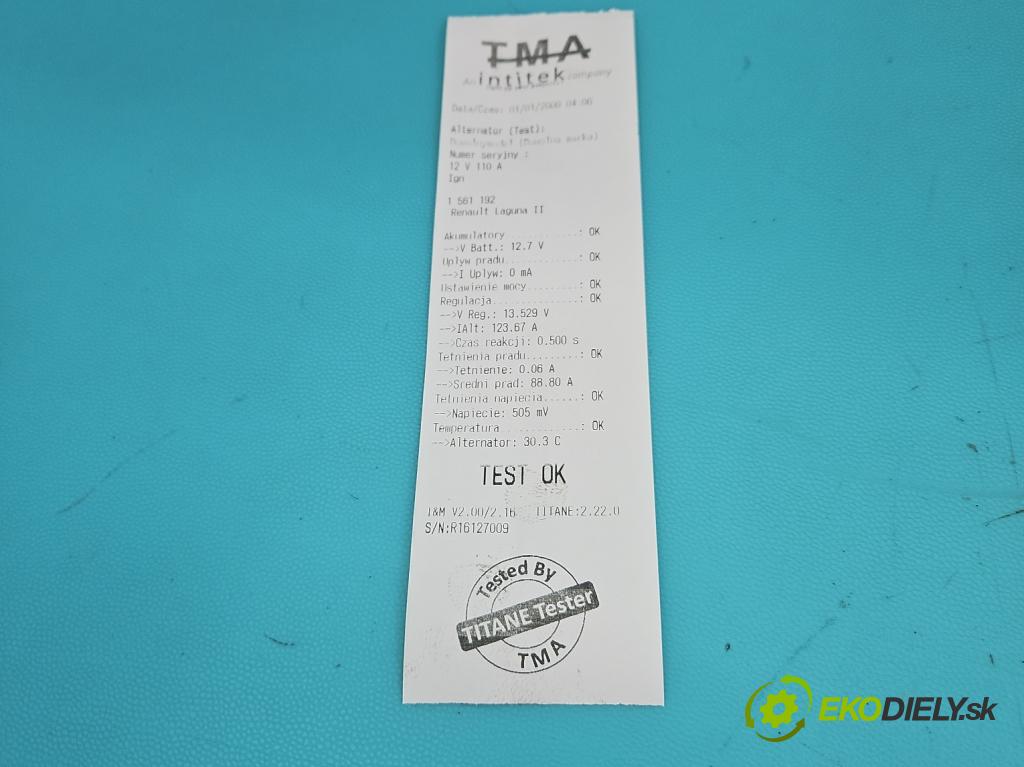 TMA
An intitek company
Data/Czas: 01/01/2000 04:06
Alternator (Test):
Numer seryjny :
12 V 110 A
Ign
1 561 192
Renault Laguna II
Akumulatory............: OK
-->V Batt.: 12.7 V
Uplyw pradu............: OK
-->I Uplyw: 0 mA
Ustawienie mocy........: OK
Regulacja..............: OK
-->V Reg.: 13.529 V
-->IAlt: 123.67 A
-->Czas reakcji: 0.500 s
Tetnienia pradu........: OK
-->Tetnienie: 0.06 A
-->Sredni prad: 88.80 A
Tetnienia napiecia.....: OK
-->Napiecie: 505 mV
Temperatura............: OK
-->Alternator: 30.3 C
TEST OK
I&M V2.00/2.16 TITANE:2.22.0
S/N:R16127009
Tested By
TITANE Tester
TMA
EKODIELY.sk